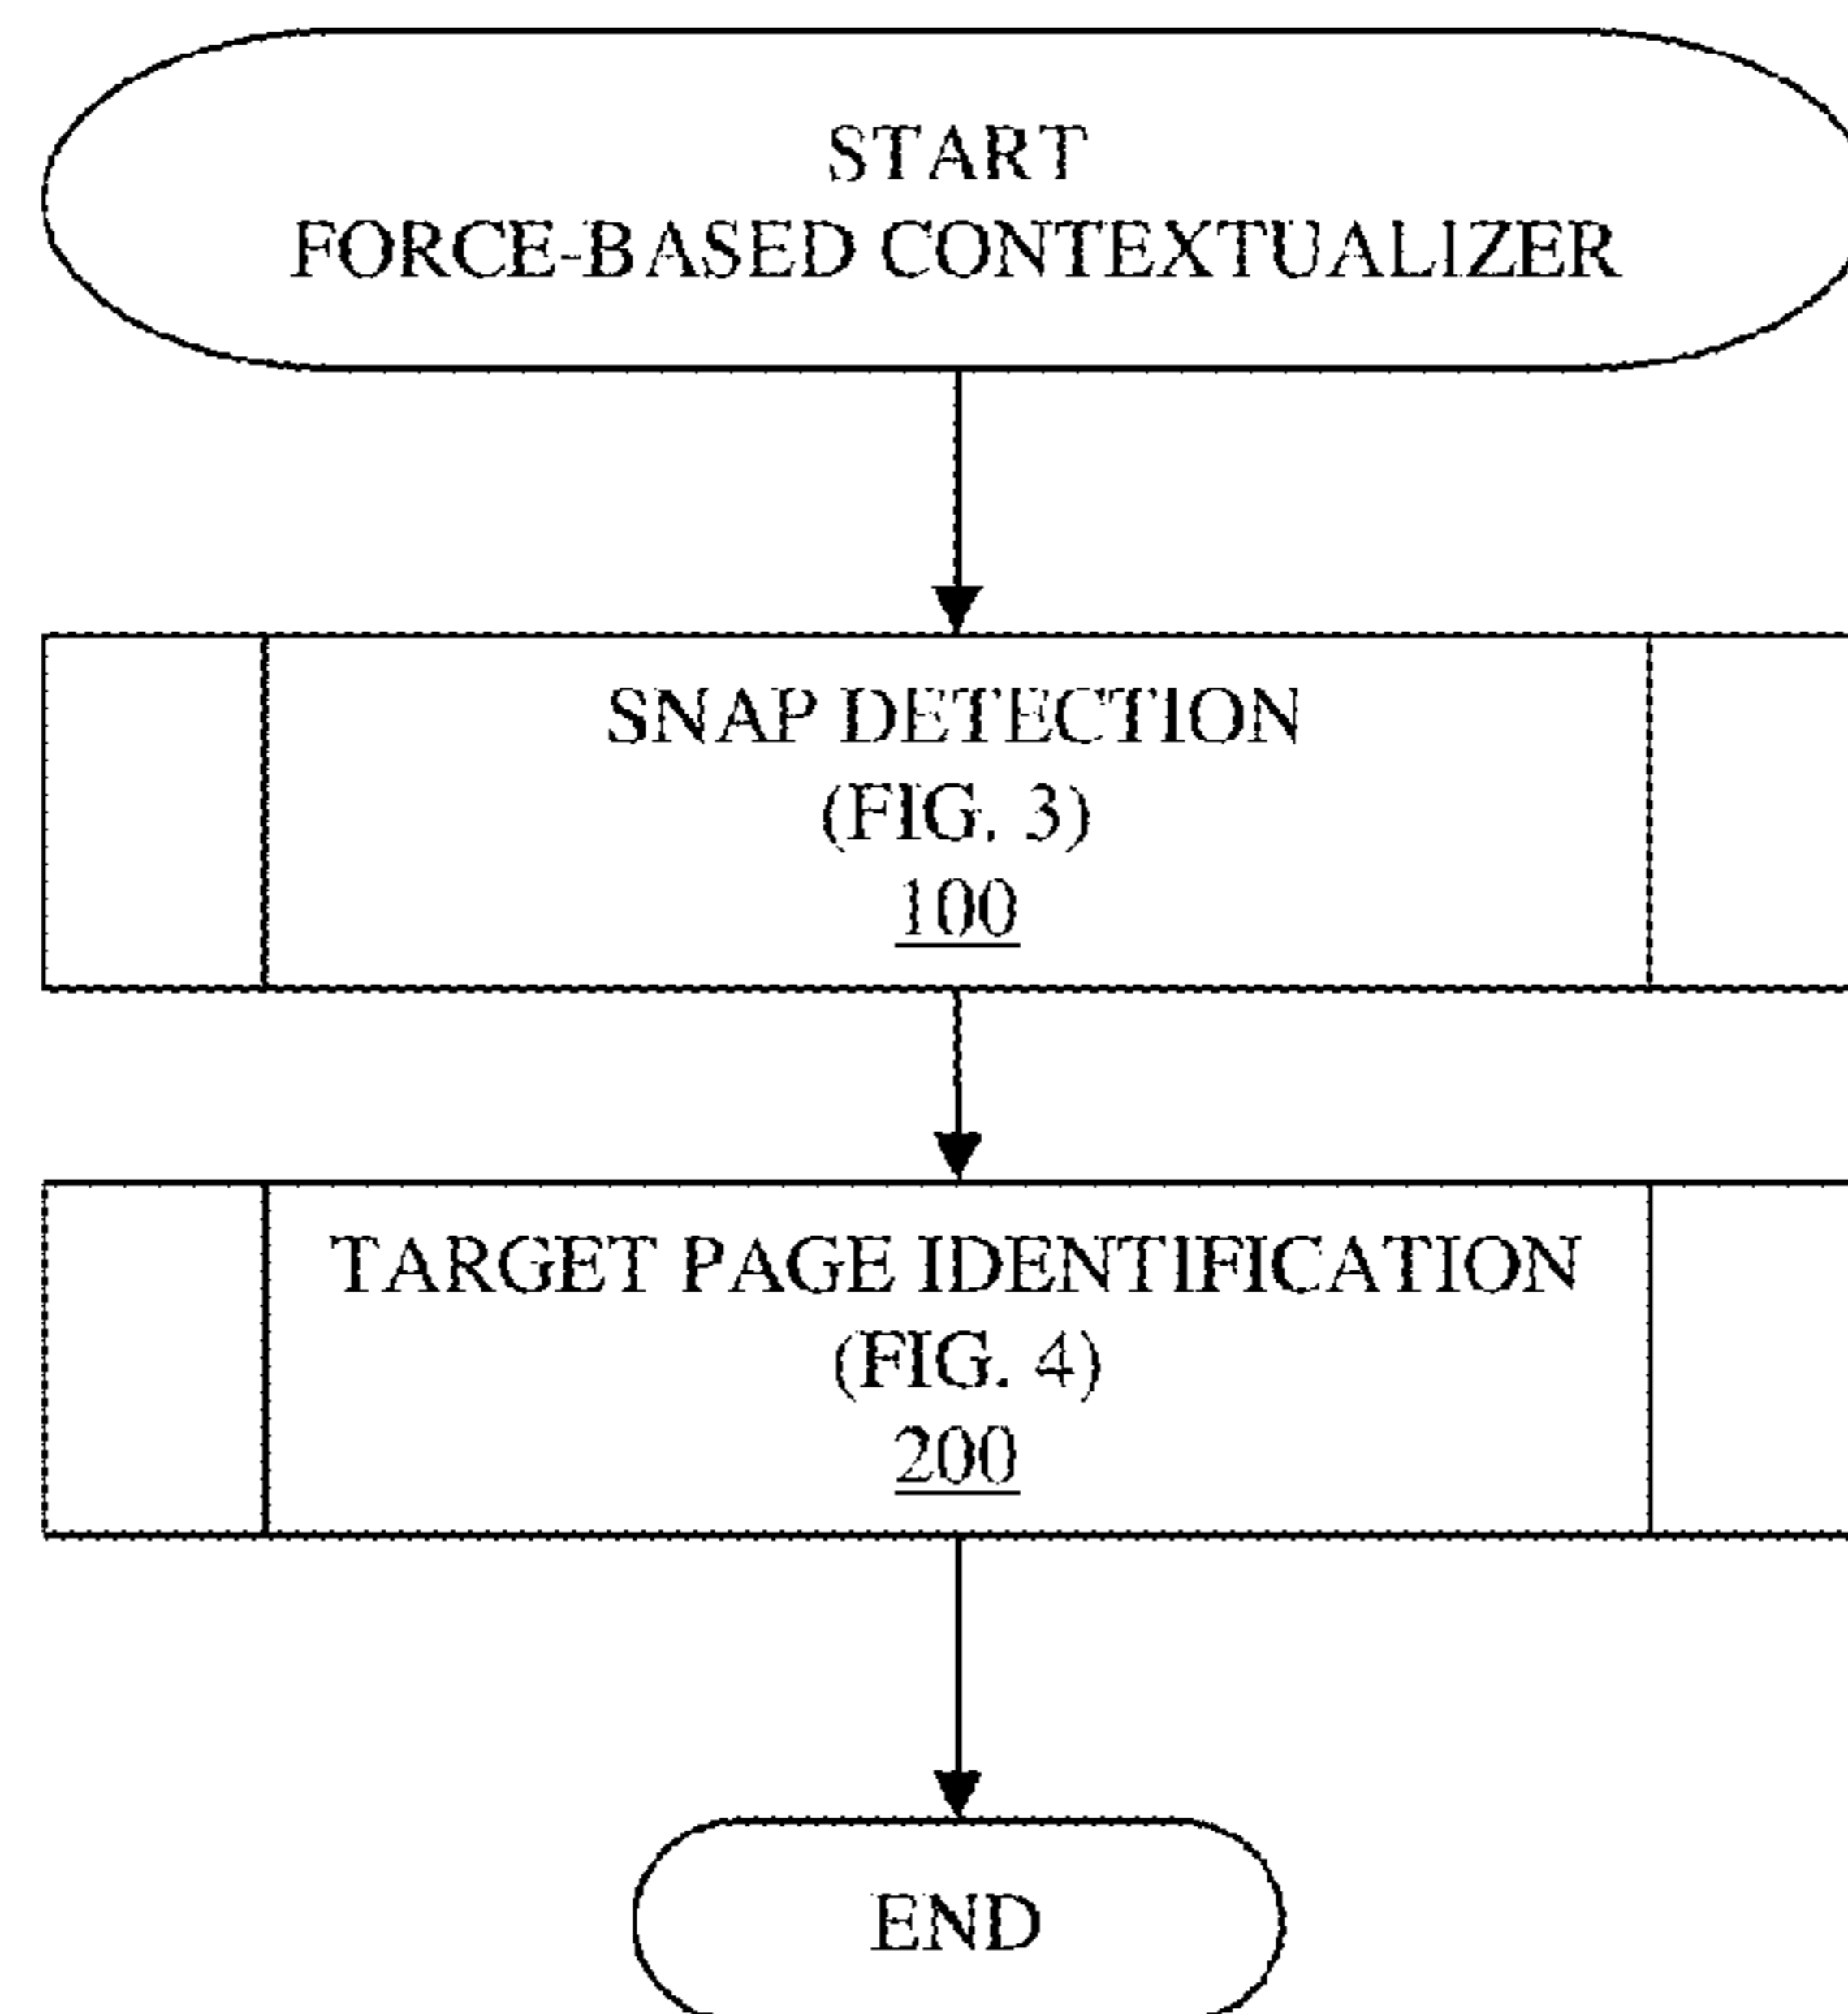 START
FORCE-BASED CONTEXTUALIZER
SNAP DETECTION
(FIG. 3)
100
TARGET PAGE IDENTIFICATION
(FIG. 4)
200
END